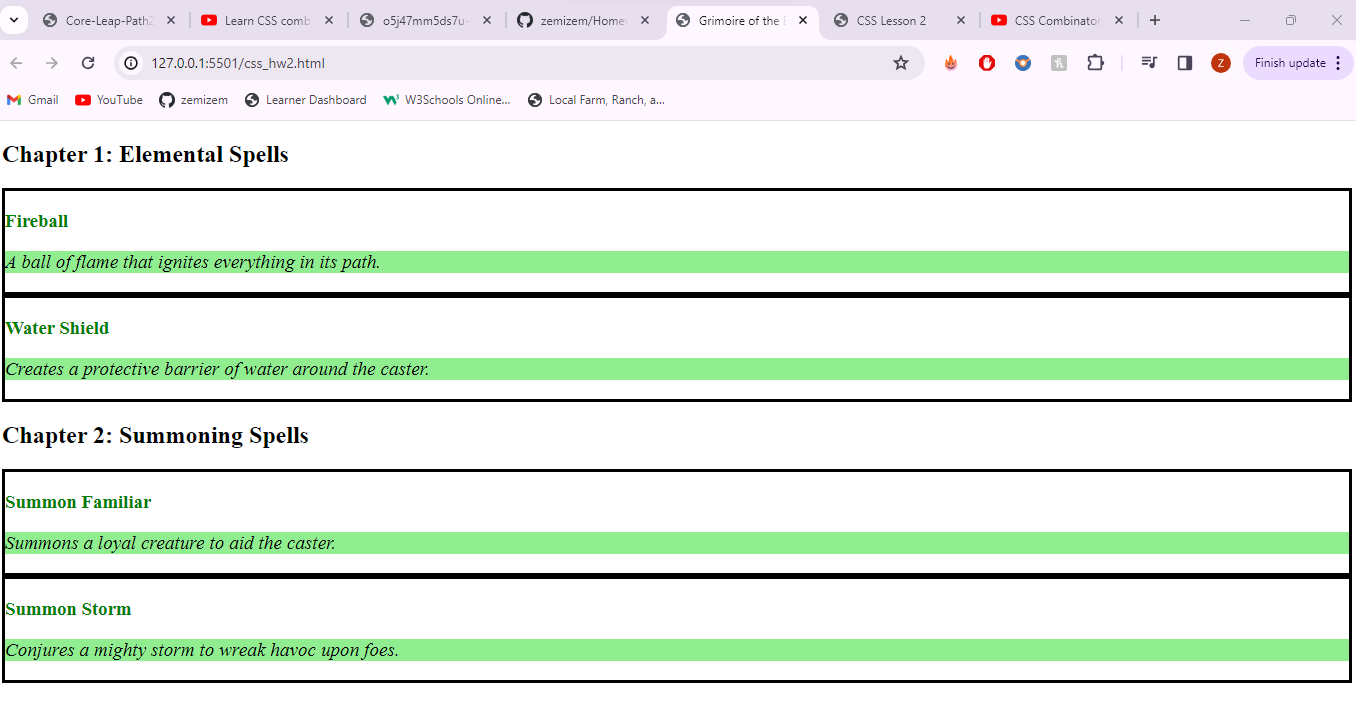 Core-Leap-Path
Learn CSS comb
o5j47mm5ds7u-
zemizem/Home
Grimoire of the
CSS Lesson 2
CSS Combinator
127.0.0.1:5501/css_hw2.html
Z
Finish update
Gmail
YouTube
zemizem
Learner Dashboard
W3Schools Online...
Local Farm, Ranch, a...
Chapter 1: Elemental Spells
Fireball
A ball of flame that ignites everything in its path.
Water Shield
Creates a protective barrier of water around the caster.
Chapter 2: Summoning Spells
Summon Familiar
Summons a loyal creature to aid the caster.
Summon Storm
Conjures a mighty storm to wreak havoc upon foes.